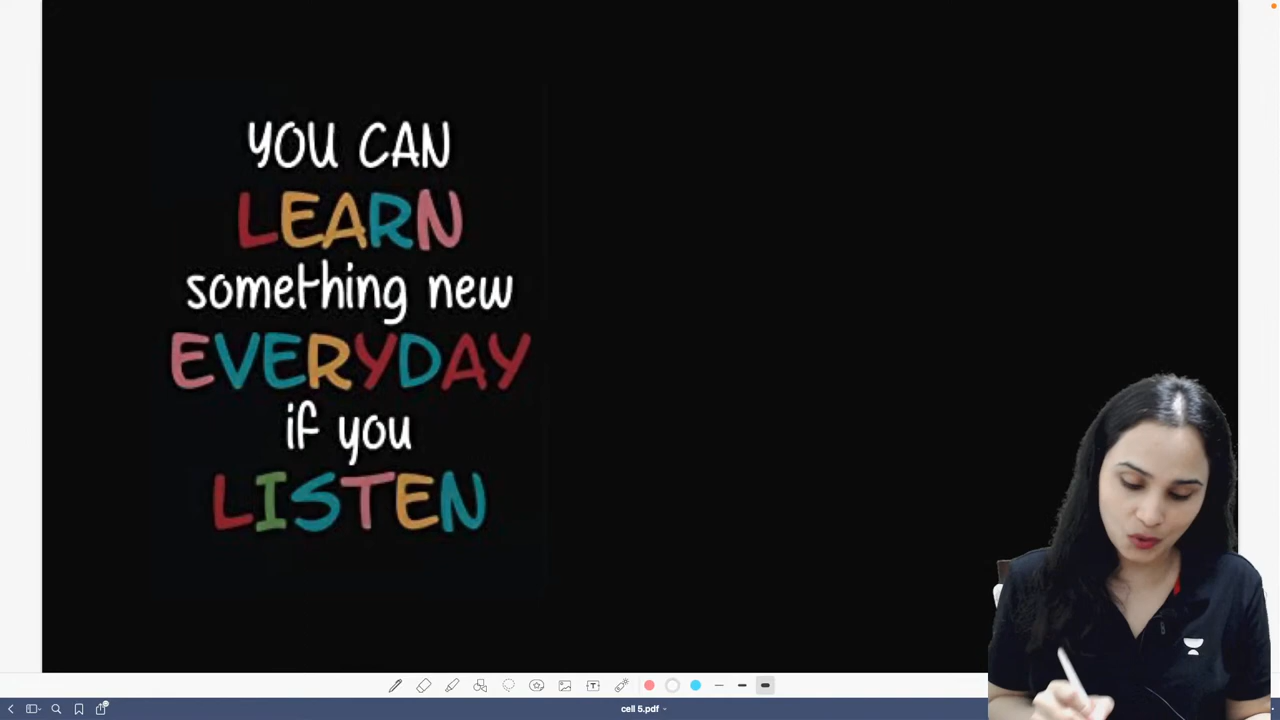 YOU CAN
LEARN
something new
EVERYDAY
if you
LISTEN
cell 5.pdf